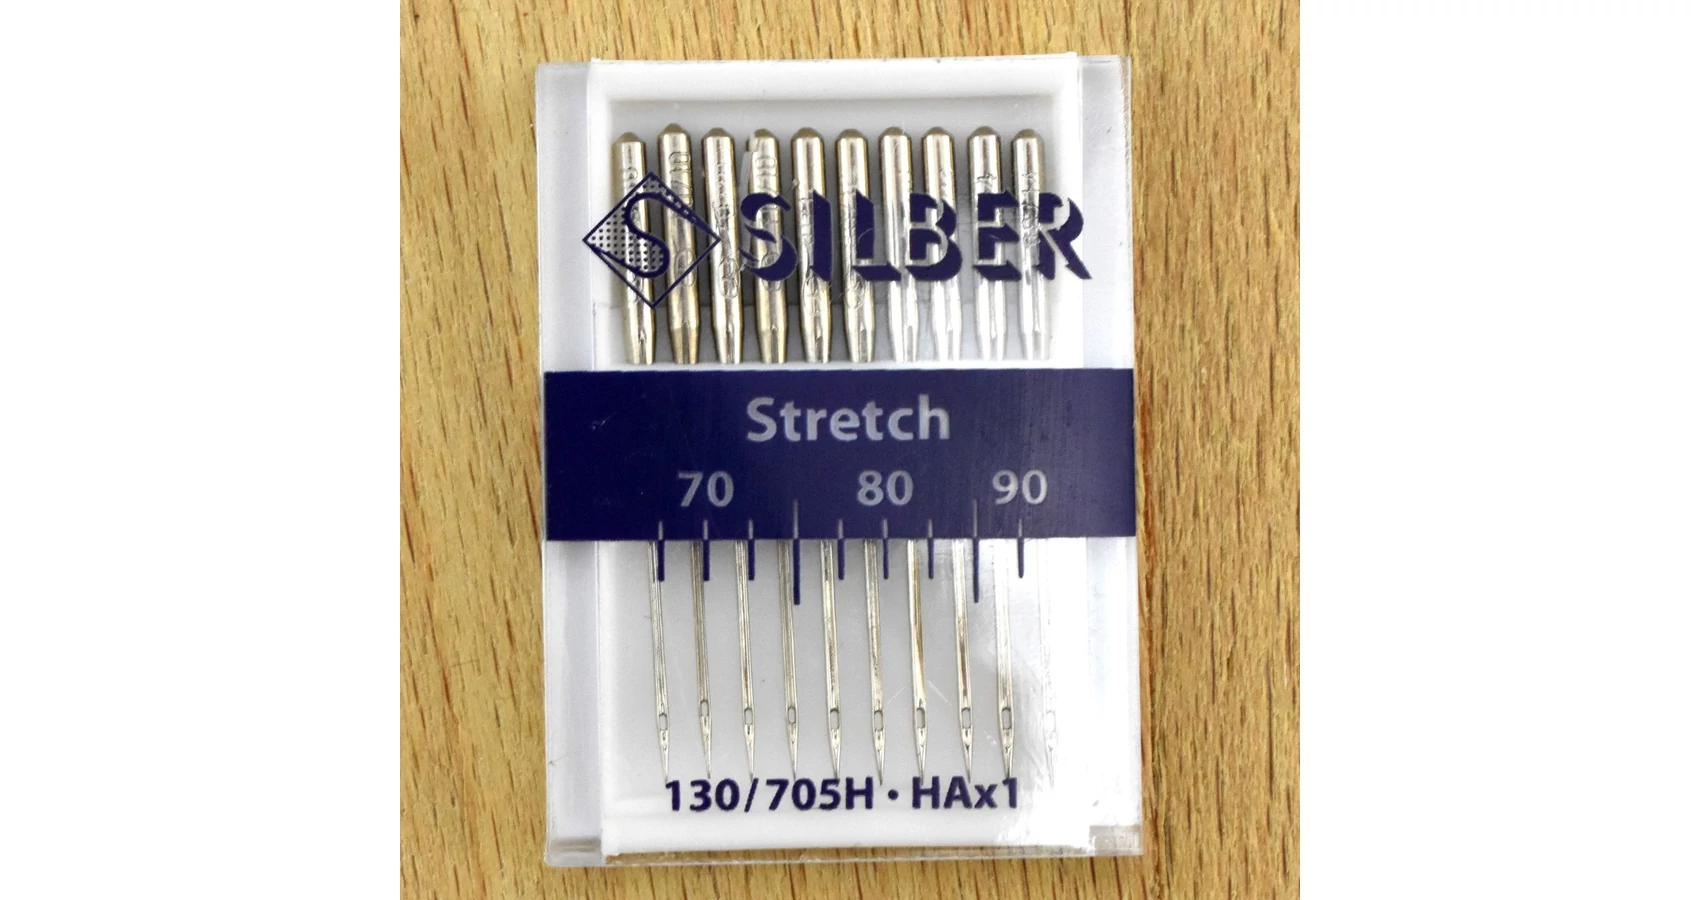 S SILBER
Stretch
70 80 90
130/705H · HAx1